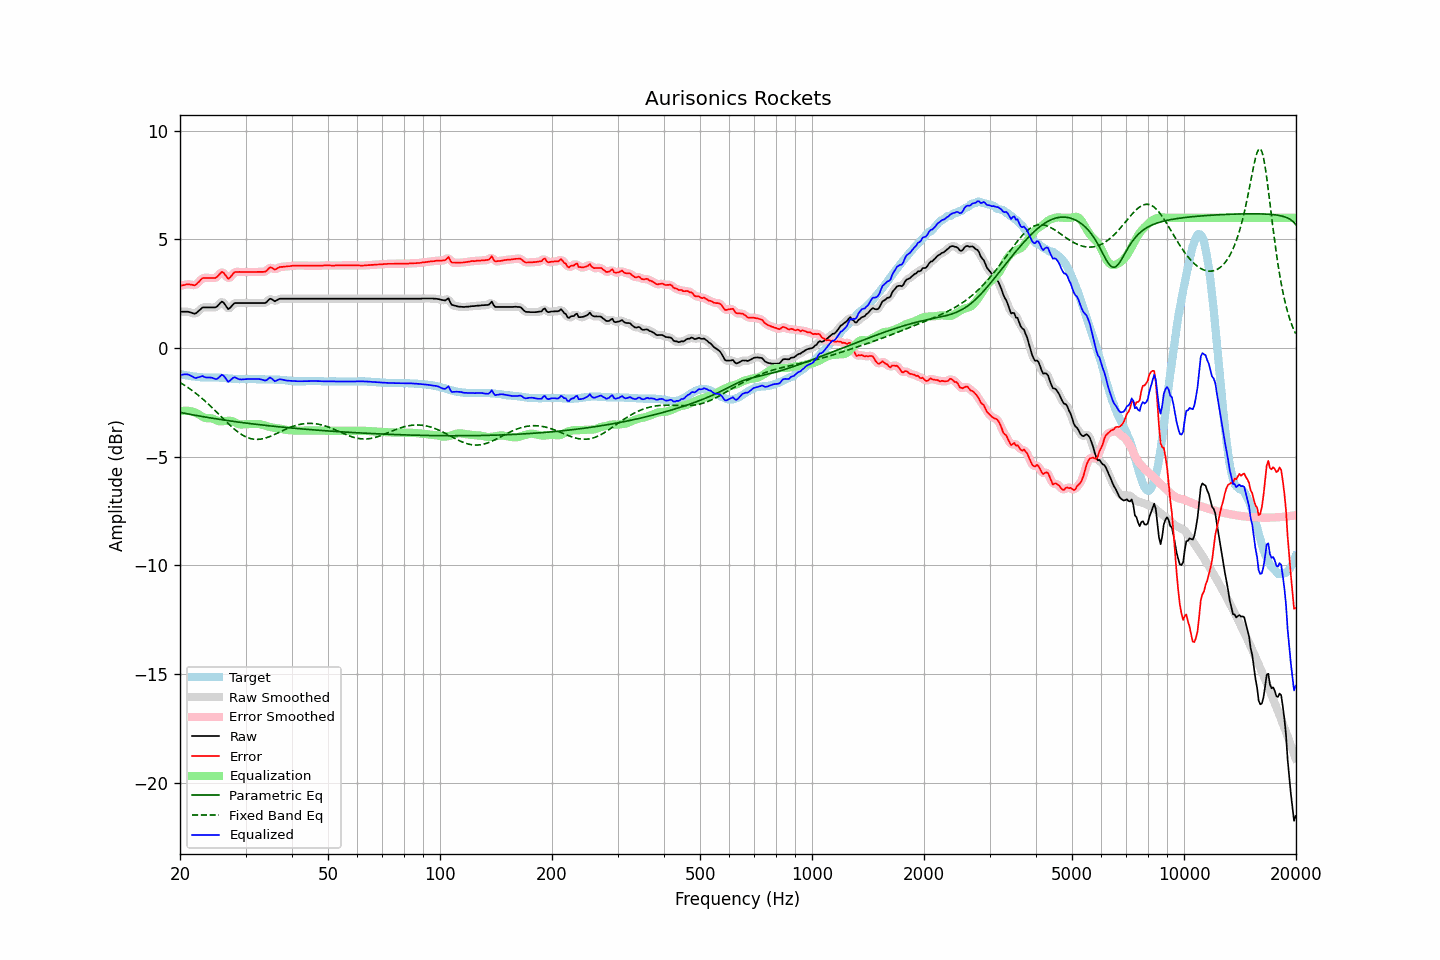 Aurisonics Rockets
10
5
0
−5
−10
−15
−20
Amplitude (dBr)
Target
Raw Smoothed
Error Smoothed
Raw
Error
Equalization
Parametric Eq
Fixed Band Eq
Equalized
20 50 100 200 500 1000 2000 5000 10000 20000
Frequency (Hz)